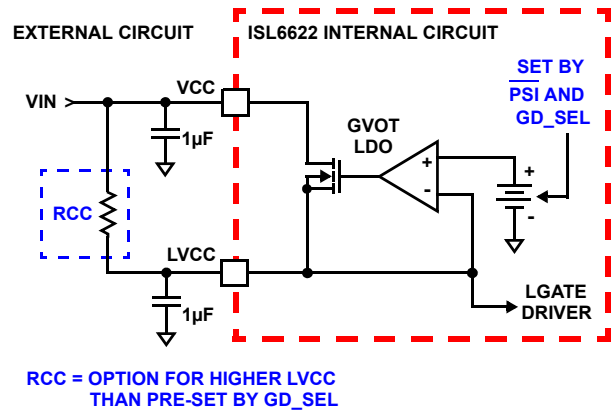 EXTERNAL CIRCUIT
ISL6622 INTERNAL CIRCUIT
VIN
VCC
1µF
SET BY
PSI AND
GD_SEL
GVOT
LDO
+
-
+
-
RCC
LVCC
1µF
LGATE
DRIVER
RCC = OPTION FOR HIGHER LVCC
THAN PRE-SET BY GD_SEL